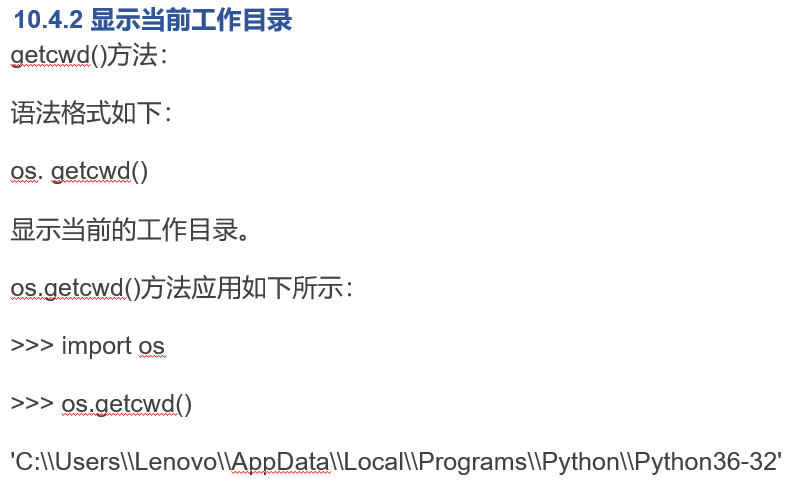 10.4.2 显示当前工作目录
getcwd()方法：
语法格式如下：
os. getcwd()
显示当前的工作目录。
os.getcwd()方法应用如下所示：
>>> import os
>>> os.getcwd()
'C:\\Users\\Lenovo\\AppData\\Local\\Programs\\Python\\Python36-32'